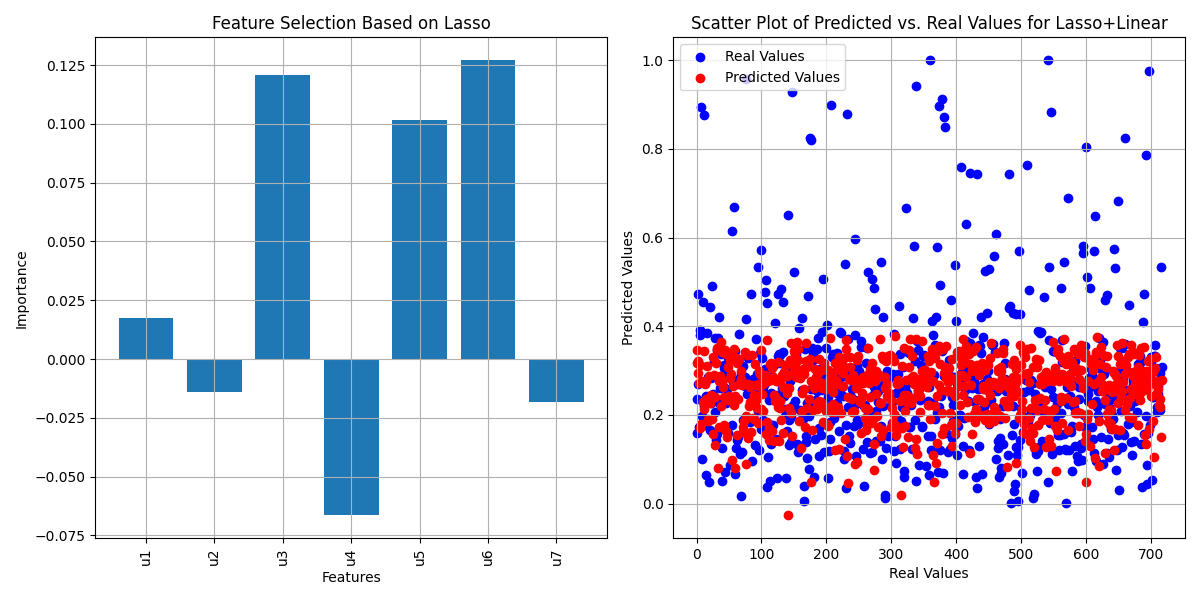 Feature Selection Based on Lasso
0.125
0.100
0.075
0.050
0.025
0.000
−0.025
−0.050
−0.075
Importance
u1
u2
u3
u4
u5
u6
u7
Features
Scatter Plot of Predicted vs. Real Values for Lasso+Linear
Real Values
Predicted Values
1.0
0.8
0.6
0.4
0.2
0.0
Predicted Values
0
100
200
300
400
500
600
700
Real Values